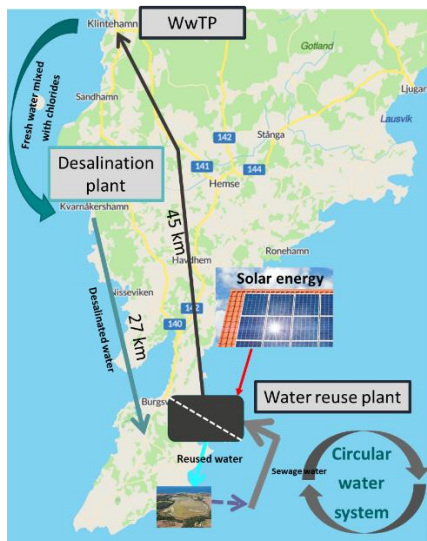 Klintehamn
WwTP
Gotland
Fresh water mixed
with chlorides
Sandhamn
Ljugar
Lausvik
142
Stånga
141
144
Desalination
plant
Hemse
Kvarnåkershamn
45 km
Ronehamn
Havdhem
Solar energy
Nisseviken
Desalinated water
27 km
142
140
Burgsv
Water reuse plant
Reused water
Sewage water
Circular
water
system